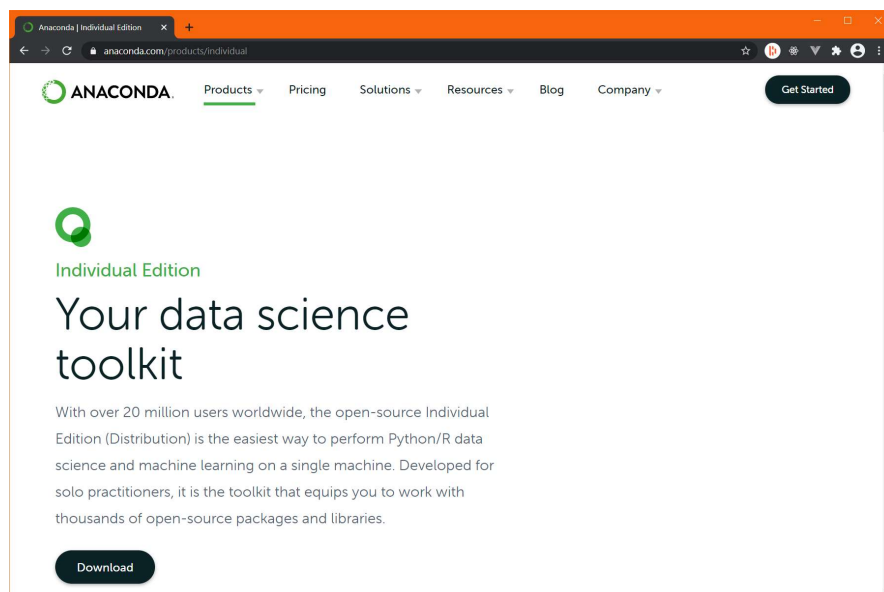 Anaconda | Individual Edition
anaconda.com/products/individual
ANACONDA. Products Pricing Solutions Resources Blog Company Get Started
Individual Edition
Your data science
toolkit
With over 20 million users worldwide, the open-source Individual
Edition (Distribution) is the easiest way to perform Python/R data
science and machine learning on a single machine. Developed for
solo practitioners, it is the toolkit that equips you to work with
thousands of open-source packages and libraries.
Download